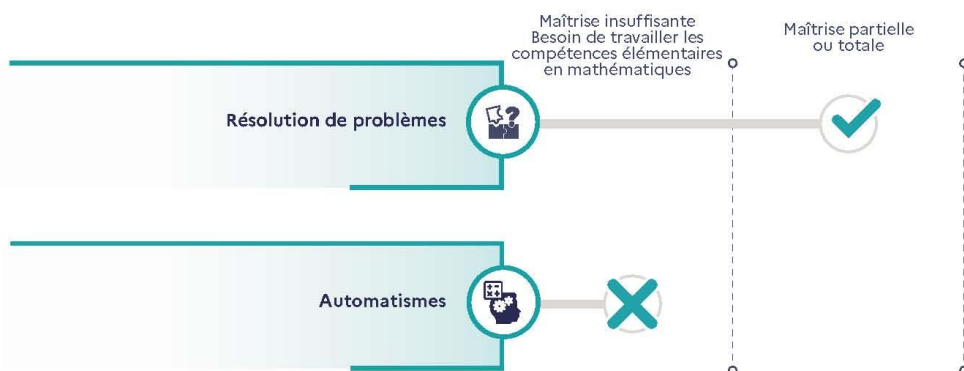 Maîtrise insuffisante
Besoin de travailler les
compétences élémentaires
en mathématiques
Maîtrise partielle
ou totale
Résolution de problèmes
Automatismes